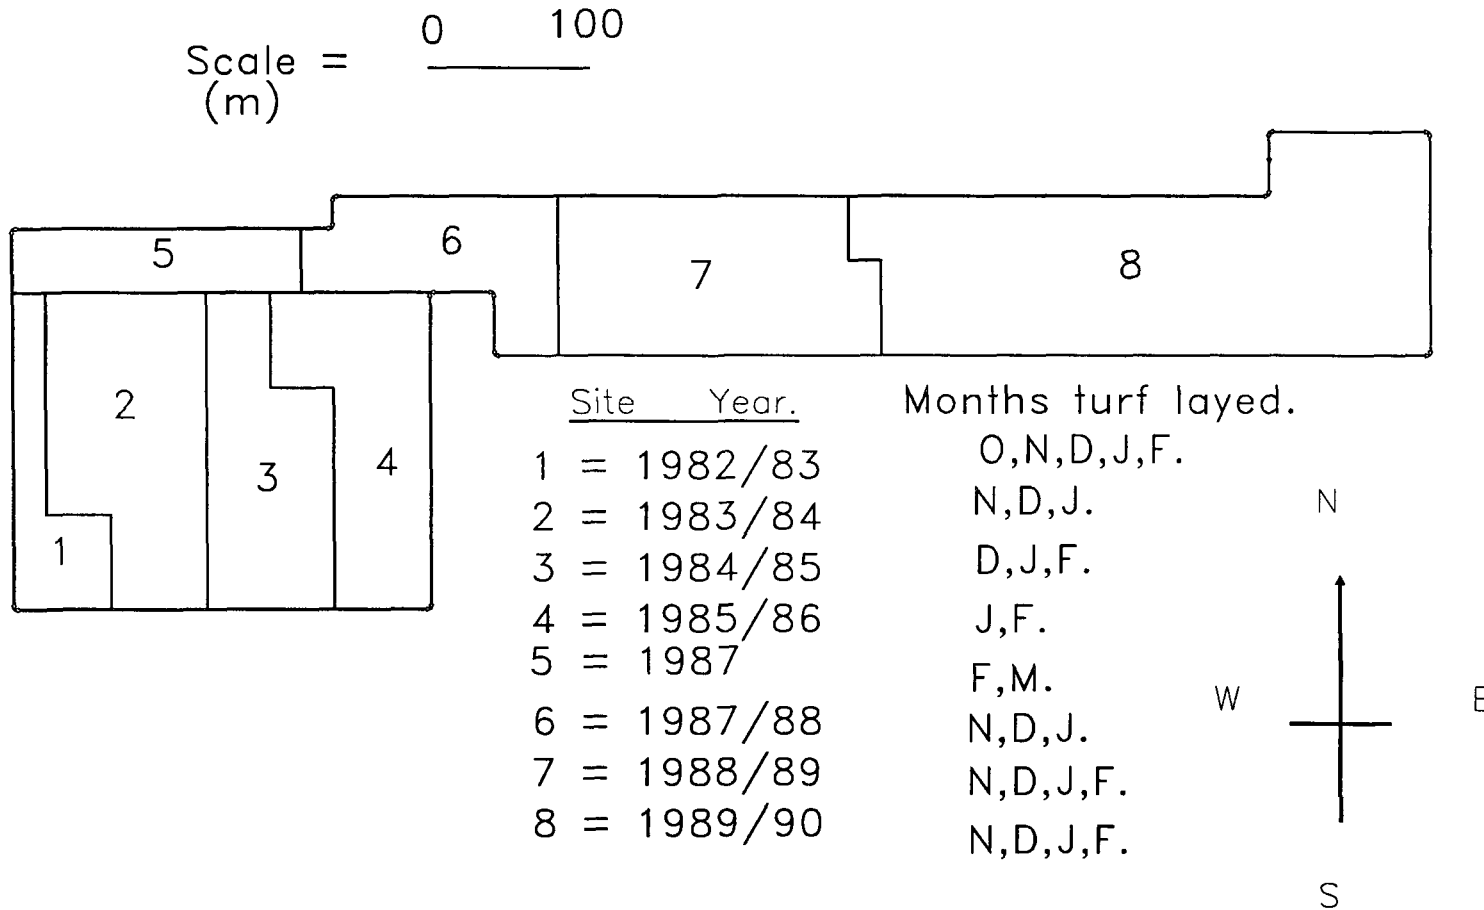 0 100
Scale =
(m)
5
6
7
8
2
3
4
1
Site Year. Months turf layed.
1 = 1982/83 O,N,D,J,F.
2 = 1983/84 N,D,J.
3 = 1984/85 D,J,F.
4 = 1985/86 J,F.
5 = 1987 F,M.
6 = 1987/88 N,D,J.
7 = 1988/89 N,D,J,F.
8 = 1989/90 N,D,J,F.
N
W E
S